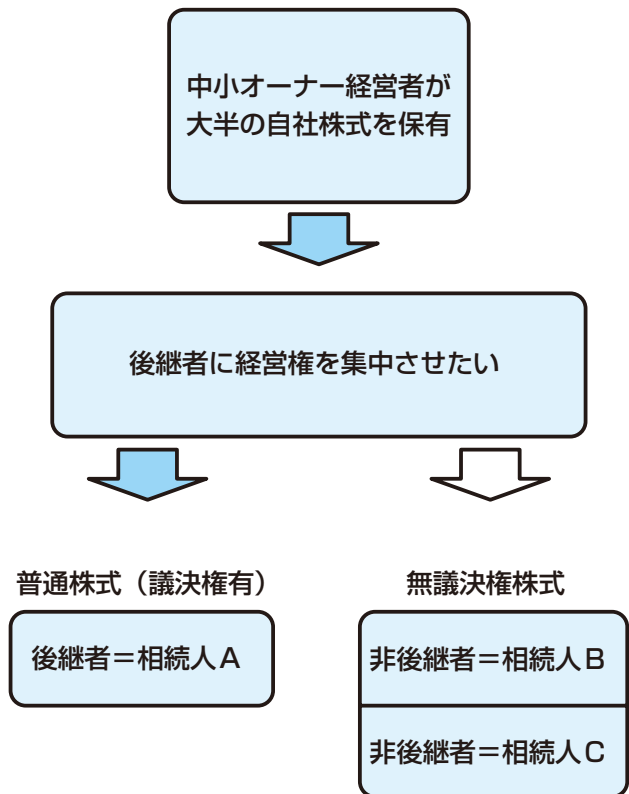 中小オーナー経営者が
大半の自社株式を保有
後継者に経営権を集中させたい
普通株式（議決権有）
後継者＝相続人A
無議決権株式
非後継者＝相続人B
非後継者＝相続人C